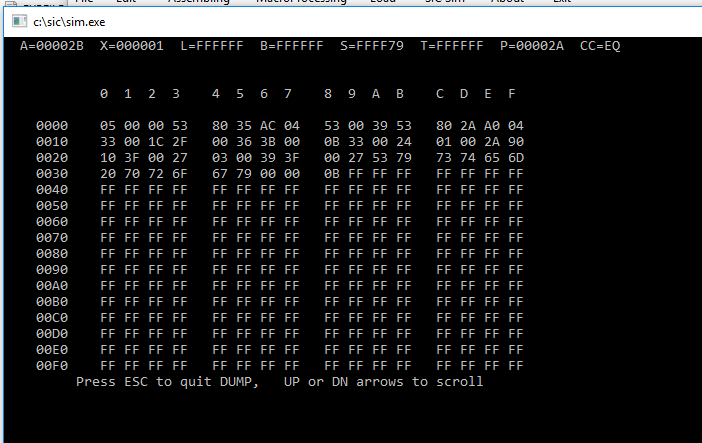 File Edit Assembling MacroProcessing Load SIC Sim About Exit
c:\sic\sim.exe
A=00002B X=000001 L=FFFFFF B=FFFFFF S=FFFF79 T=FFFFFF P=00002A CC=EQ
0 1 2 3 4 5 6 7 8 9 A B C D E F
0000 05 00 00 53 80 35 AC 04 53 00 39 53 80 2A A0 04
0010 33 00 1C 2F 00 36 3B 00 0B 33 00 24 01 00 2A 90
0020 10 3F 00 27 03 00 39 3F 00 27 53 79 73 74 65 6D
0030 20 70 72 6F 67 79 00 00 0B FF FF FF FF FF FF FF
0040 FF FF FF FF FF FF FF FF FF FF FF FF FF FF FF FF
0050 FF FF FF FF FF FF FF FF FF FF FF FF FF FF FF FF
0060 FF FF FF FF FF FF FF FF FF FF FF FF FF FF FF FF
0070 FF FF FF FF FF FF FF FF FF FF FF FF FF FF FF FF
0080 FF FF FF FF FF FF FF FF FF FF FF FF FF FF FF FF
0090 FF FF FF FF FF FF FF FF FF FF FF FF FF FF FF FF
00A0 FF FF FF FF FF FF FF FF FF FF FF FF FF FF FF FF
00B0 FF FF FF FF FF FF FF FF FF FF FF FF FF FF FF FF
00C0 FF FF FF FF FF FF FF FF FF FF FF FF FF FF FF FF
00D0 FF FF FF FF FF FF FF FF FF FF FF FF FF FF FF FF
00E0 FF FF FF FF FF FF FF FF FF FF FF FF FF FF FF FF
00F0 FF FF FF FF FF FF FF FF FF FF FF FF FF FF FF FF
Press ESC to quit DUMP, UP or DN arrows to scroll